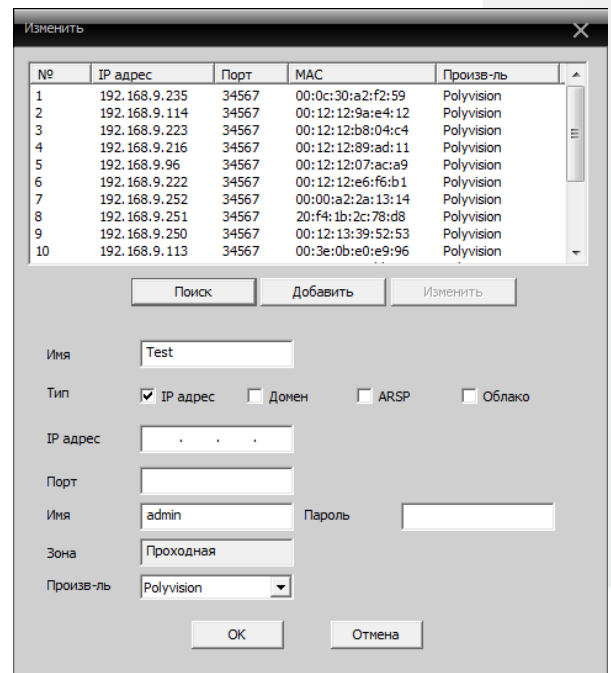 Изменить
№ IP адрес Порт MAC Произв-ль
1 192.168.9.235 34567 00:0c:30:a2:f2:59 Polyvision
2 192.168.9.114 34567 00:12:12:9a:e4:12 Polyvision
3 192.168.9.223 34567 00:12:12:b8:04:c4 Polyvision
4 192.168.9.216 34567 00:12:12:89:ad:11 Polyvision
5 192.168.9.96 34567 00:12:12:07:ac:a9 Polyvision
6 192.168.9.222 34567 00:12:12:e6:f6:b1 Polyvision
7 192.168.9.252 34567 00:00:a2:2a:13:14 Polyvision
8 192.168.9.251 34567 20:f4:1b:2c:78:d8 Polyvision
9 192.168.9.250 34567 00:12:13:39:52:53 Polyvision
10 192.168.9.113 34567 00:3e:0b:e0:e9:96 Polyvision
Поиск Добавить Изменить
Имя Test
Тип IP адрес Домен ARSP Облако
IP адрес . . .
Порт
Имя admin Пароль
Зона Проходная
Произв-ль Polyvision
OK Отмена